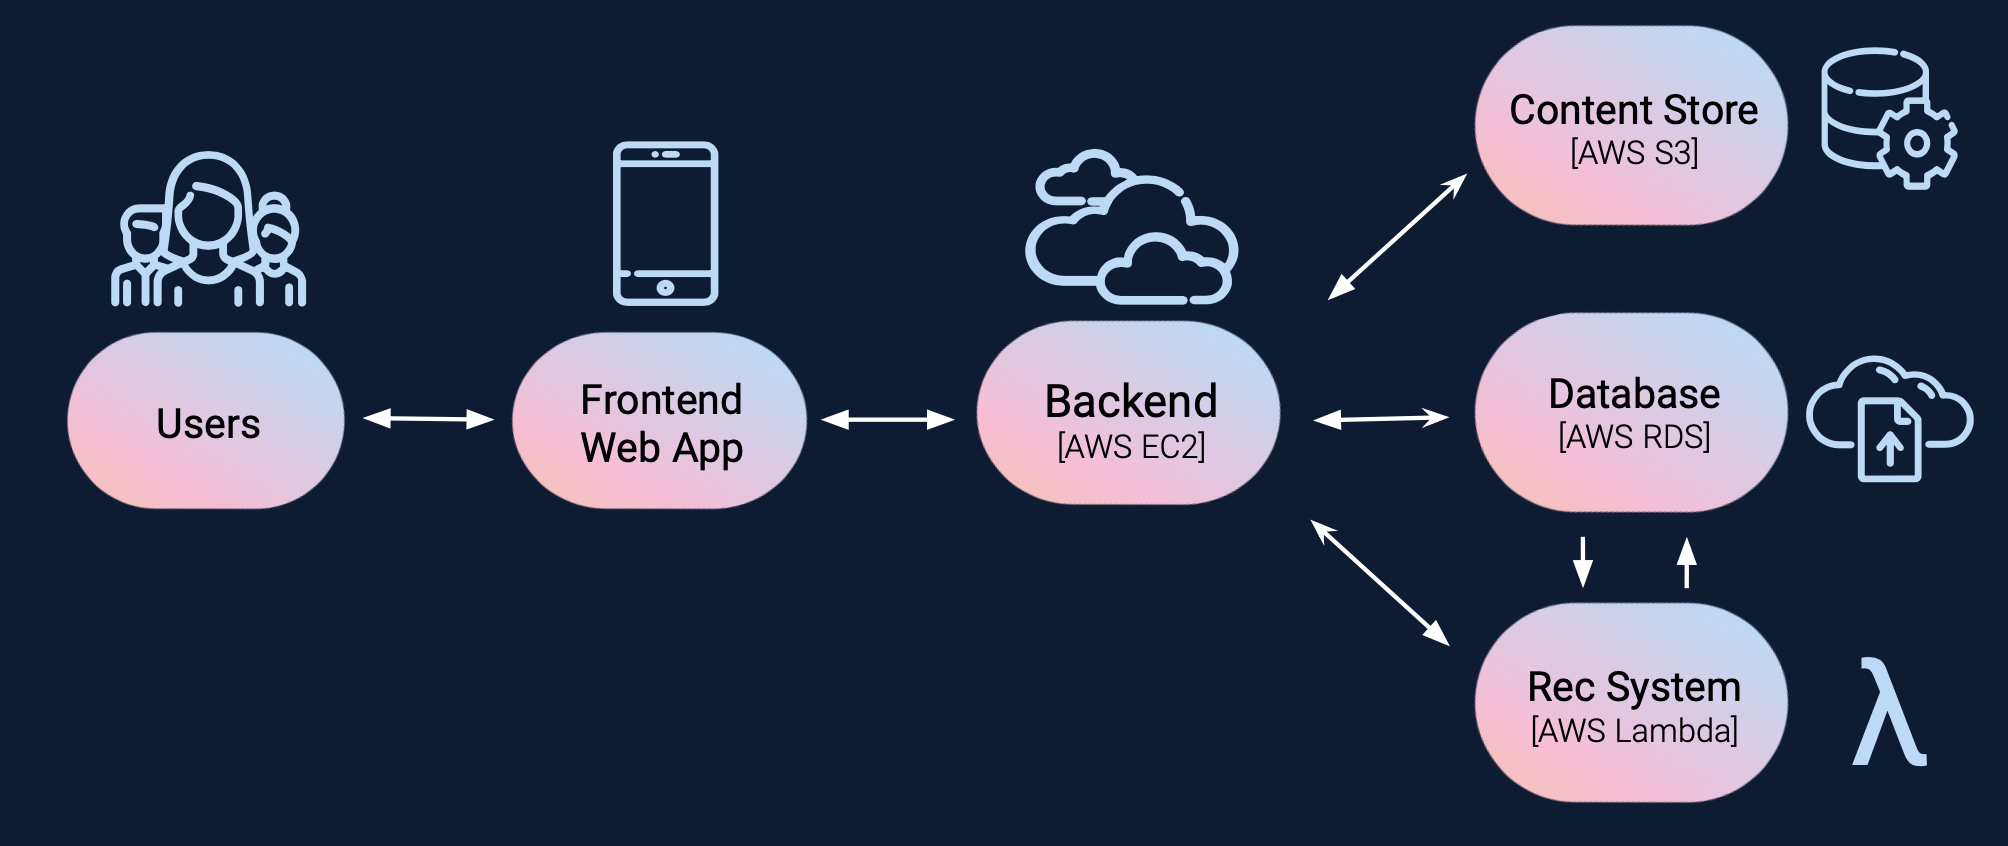 Users
Frontend
Web App
Backend
[AWS EC2]
Content Store
[AWS S3]
Database
[AWS RDS]
Rec System
[AWS Lambda]
λ